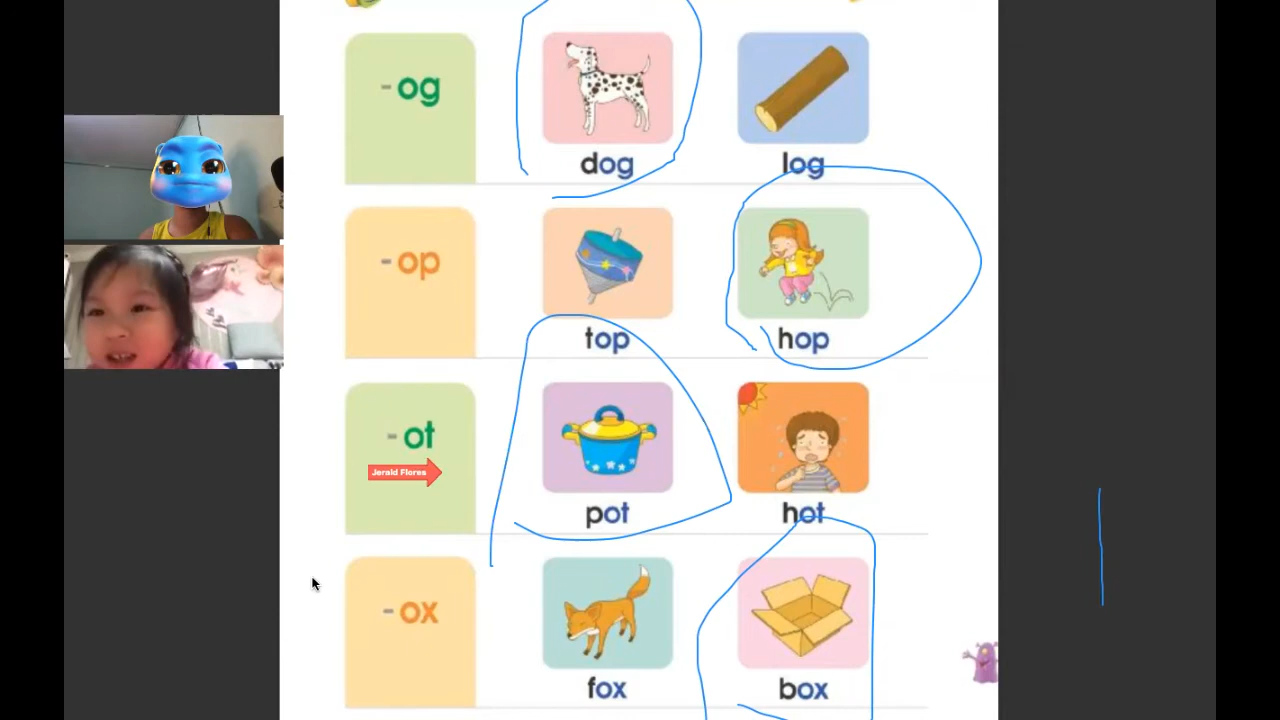 - og
dog
log
- op
top
hop
- ot
Jerald Flores
pot
hot
- ox
fox
box